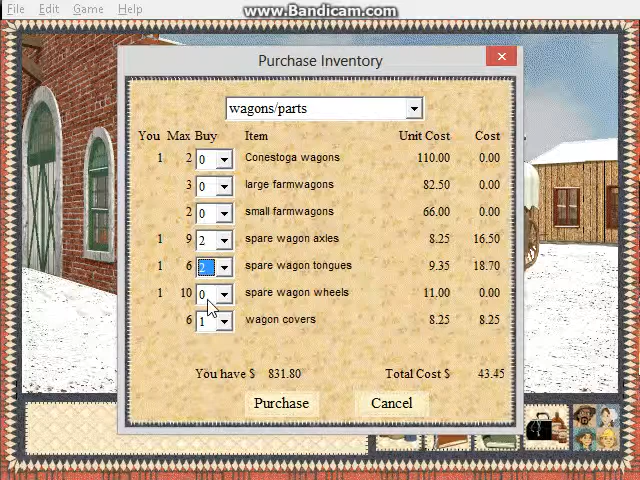 File Edit Game Help
www.Bandicam.com
Purchase Inventory
wagons/parts
You Max Buy Item Unit Cost Cost
1 2 0 Conestoga wagons 110.00 0.00
3 0 large farmwagons 82.50 0.00
2 0 small farmwagons 66.00 0.00
1 9 2 spare wagon axles 8.25 16.50
1 6 2 spare wagon tongues 9.35 18.70
1 10 0 spare wagon wheels 11.00 0.00
6 1 wagon covers 8.25 8.25
You have $ 831.80 Total Cost $ 43.45
Purchase Cancel